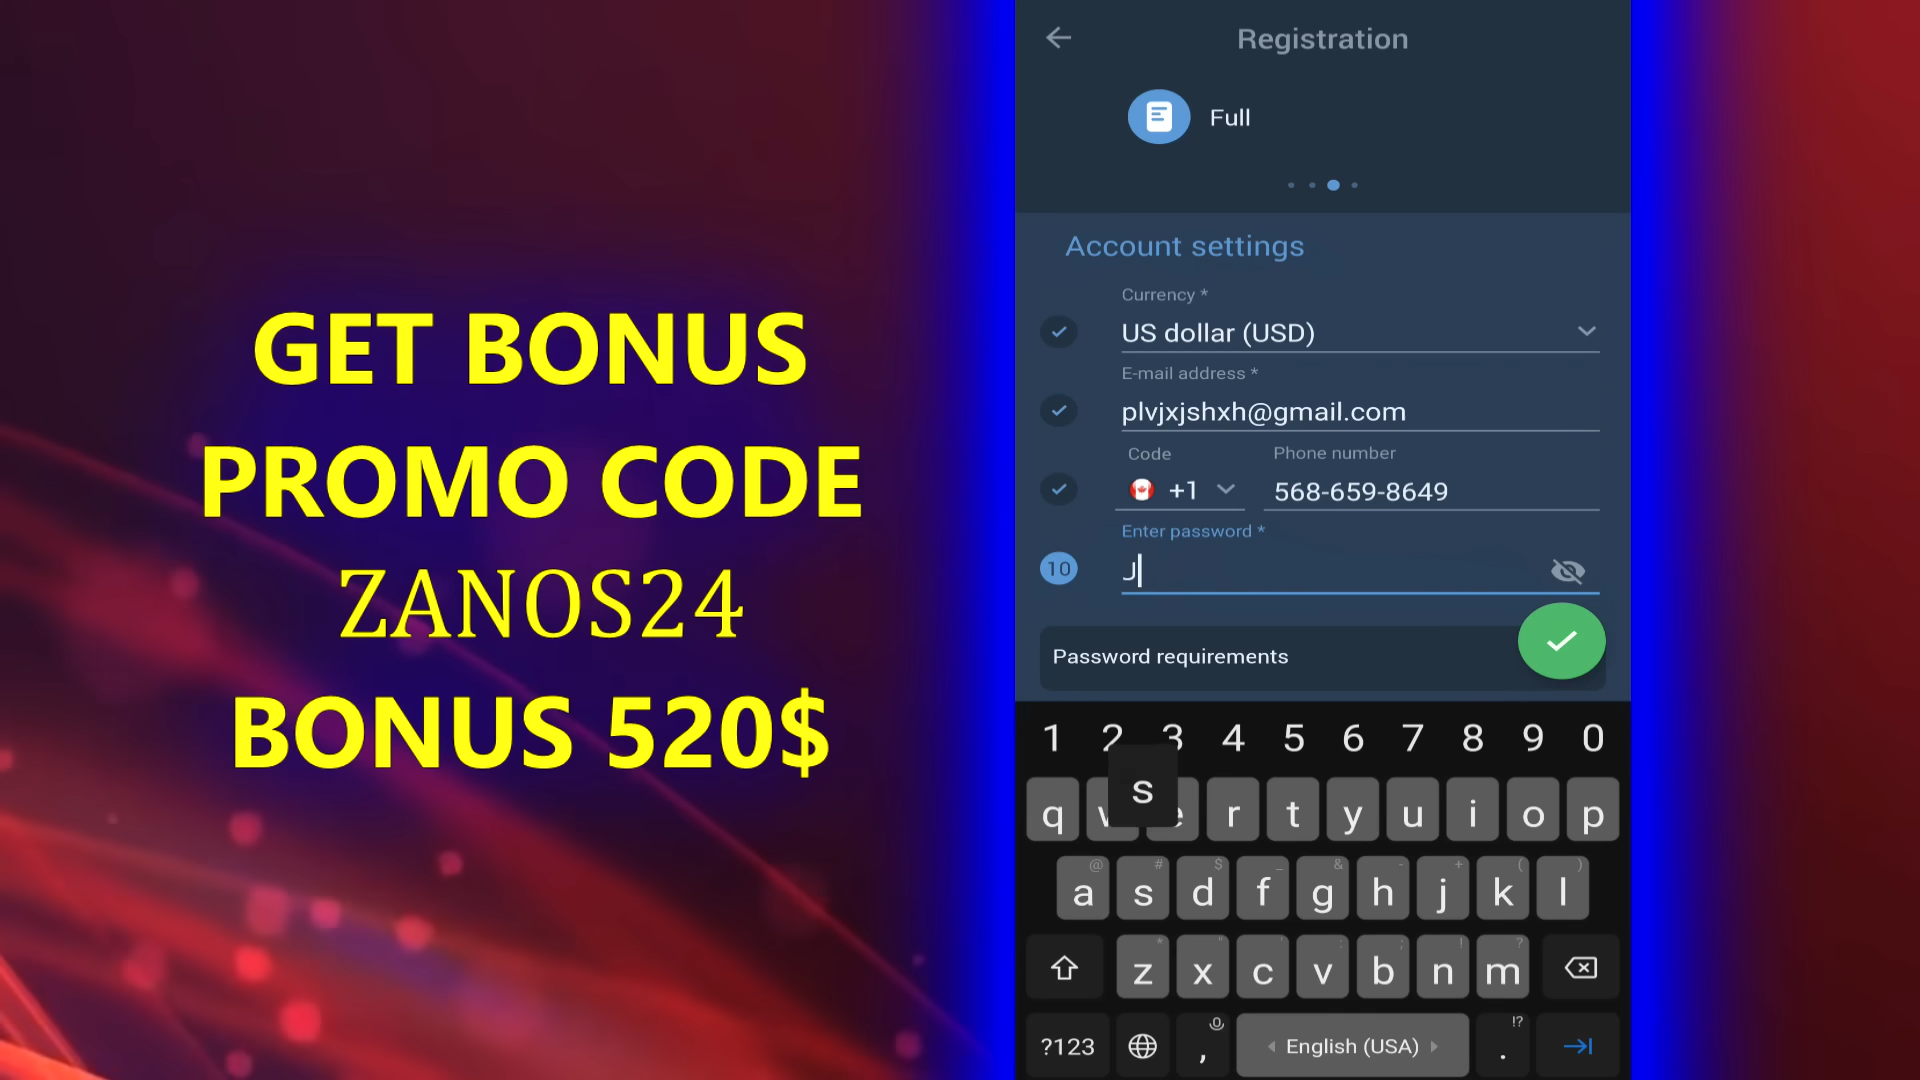 GET BONUS
PROMO CODE
ZANOS24
BONUS 520$
Registration
Full
Account settings
Currency *
US dollar (USD)
E-mail address *
plvjxjshxh@gmail.com
Code Phone number
+1 568-659-8649
Enter password *
10 J
Password requirements
1 2 3 4 5 6 7 8 9 0
s
q w e r t y u i o p
@ # $ _ & - + ( )
a s d f g h j k l
* " ' : ; ! ?
z x c v b n m
!?
?123 , English (USA) .